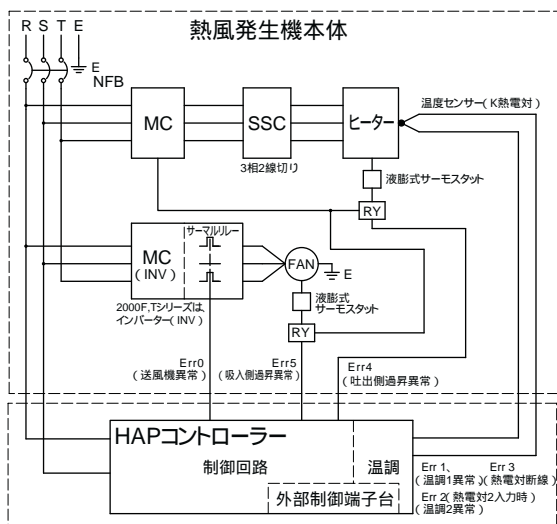 R S T E
熱風発生機本体
E
NFB
MC
SSC
ヒーター
温度センサー(K熱電対)
3相2線切り
液膨式サーモスタット
RY
MC
(INV)
サーマルリレー
FAN
E
2000F,Tシリーズは、
インバーター(INV)
液膨式
サーモスタット
RY
Err0
(送風機異常)
Err5
(吸入側過昇異常)
Err4
(吐出側過昇異常)
HAPコントローラー
制御回路
温調
外部制御端子台
Err 1、 Err 3
(温調1異常)、(熱電対断線)
Err 2(熱電対2入力時)
(温調2異常)